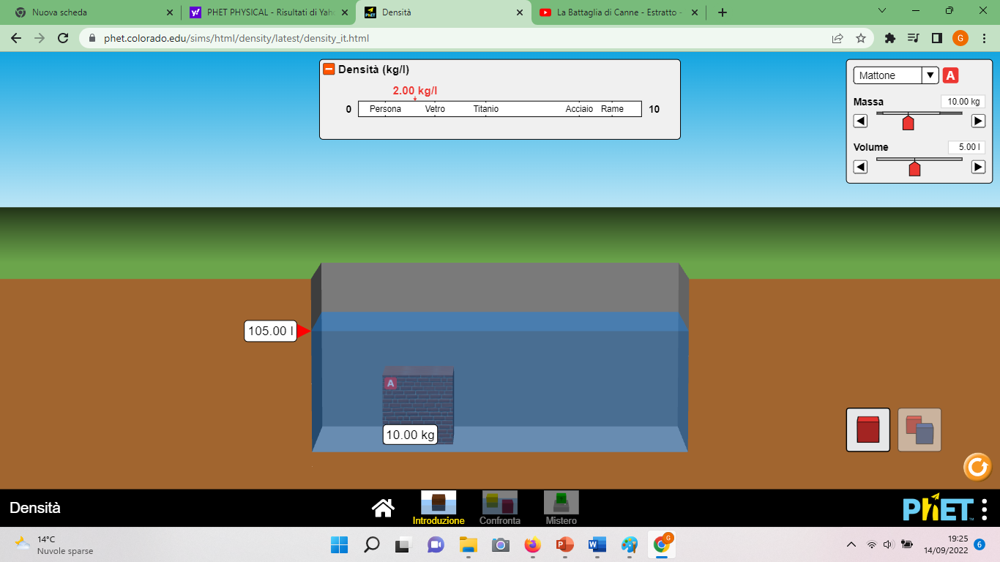 Nuova scheda
PHET PHYSICAL - Risultati di Yaho
Densità
La Battaglia di Canne - Estratto -
phet.colorado.edu/sims/html/density/latest/density_it.html
G
Densità (kg/l)
2.00 kg/l
0 Persona Vetro Titanio Acciaio Rame 10
Mattone A
Massa 10.00 kg
Volume 5.00 l
105.00 l
A
10.00 kg
Densità
Introduzione
Confronta
Mistero
PhET
14°C
Nuvole sparse
19:25
14/09/2022
6